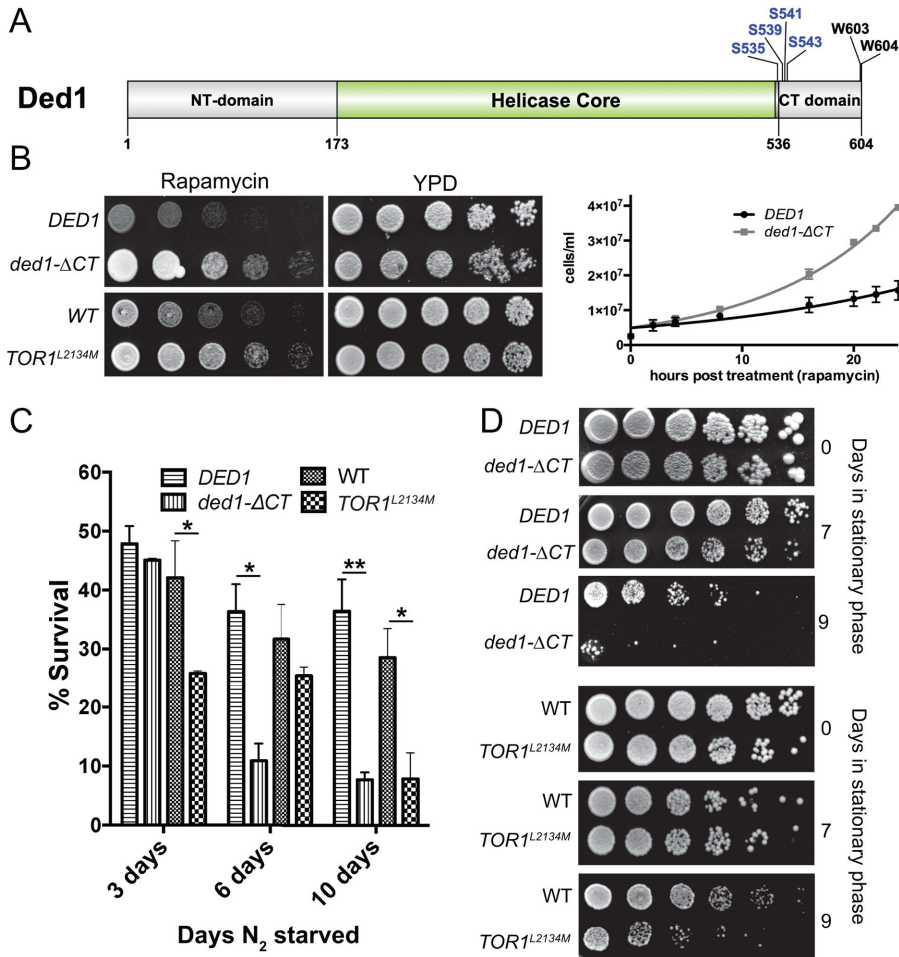 A
S541
S539
S543
W603
S535
W604
Ded1
NT-domain
Helicase Core
CT domain
1
173
536
604
B
Rapamycin
YPD
DED1
ded1-ΔCT
WT
TOR1L2134M
4×10⁷
3×10⁷
2×10⁷
1×10⁷
0
cells/ml
DED1
ded1-ΔCT
0
10
20
hours post treatment (rapamycin)
C
60
50
40
30
20
10
0
% Survival
DED1
WT
ded1-ΔCT
TOR1L2134M
*
*
**
*
3 days
6 days
10 days
Days N₂ starved
D
DED1
ded1-ΔCT
0
DED1
ded1-ΔCT
7
DED1
ded1-ΔCT
9
Days in stationary phase
WT
TOR1L2134M
0
WT
TOR1L2134M
7
WT
TOR1L2134M
9
Days in stationary phase